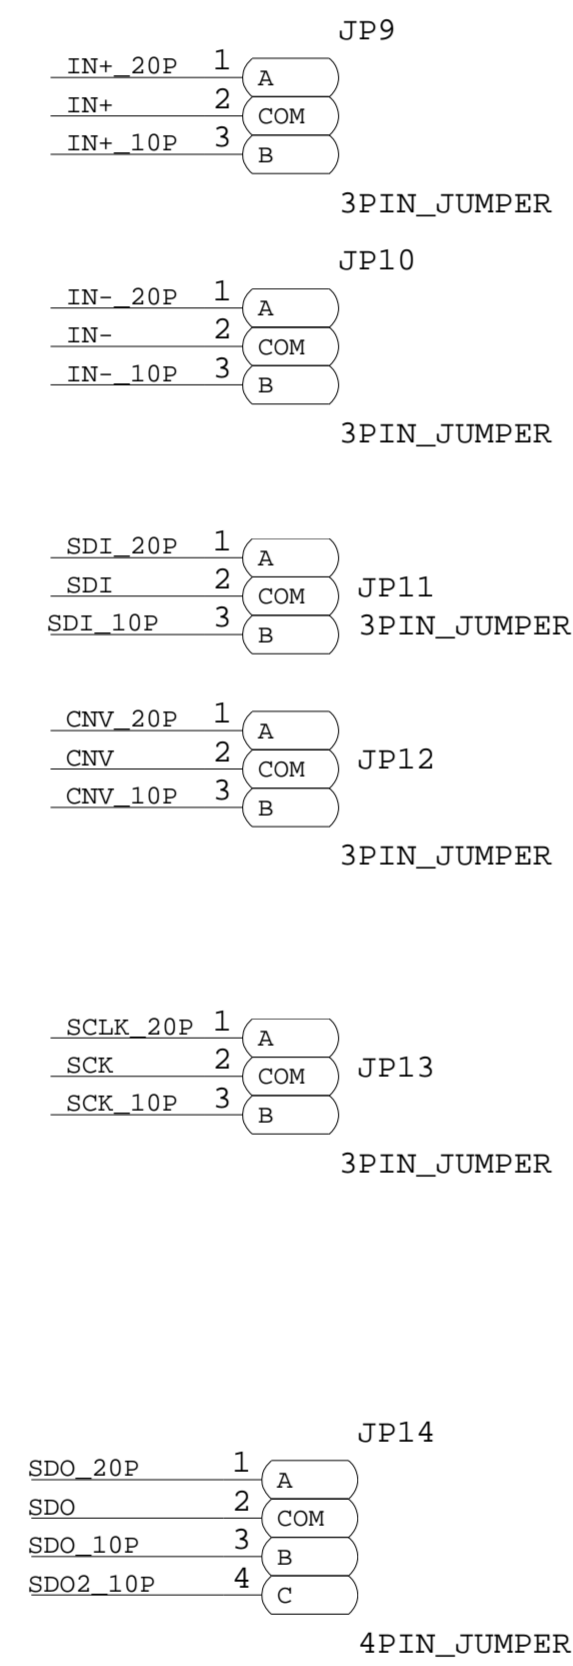 JP9
IN+_20P 1 A
IN+ 2 COM
IN+_10P 3 B
3PIN_JUMPER
JP10
IN-_20P 1 A
IN- 2 COM
IN-_10P 3 B
3PIN_JUMPER
SDI_20P 1 A
SDI 2 COM JP11
SDI_10P 3 B 3PIN_JUMPER
CNV_20P 1 A
CNV 2 COM JP12
CNV_10P 3 B
3PIN_JUMPER
SCLK_20P 1 A
SCK 2 COM JP13
SCK_10P 3 B
3PIN_JUMPER
JP14
SDO_20P 1 A
SDO 2 COM
SDO_10P 3 B
SDO2_10P 4 C
4PIN_JUMPER